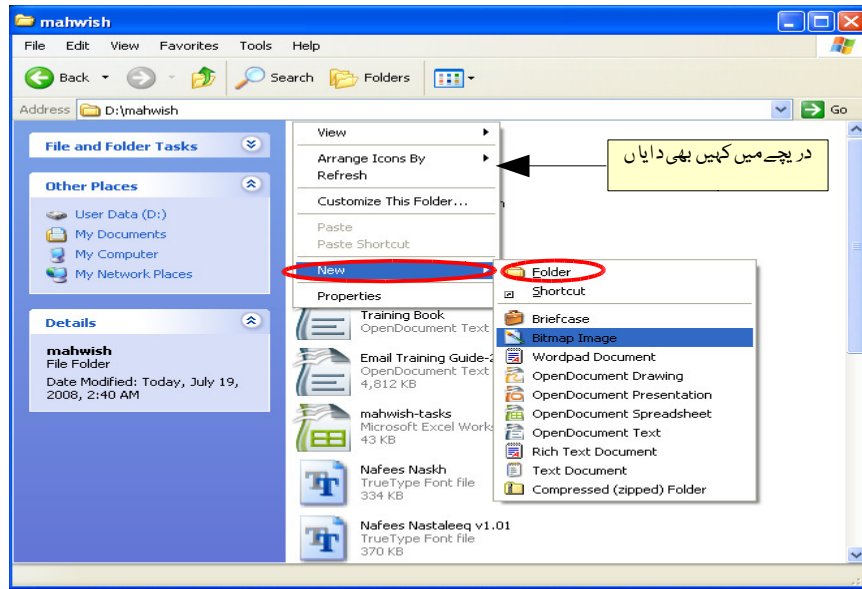 mahwish
File Edit View Favorites Tools Help
Back Search Folders
Address D:\mahwish Go
File and Folder Tasks
Other Places
User Data (D:)
My Documents
My Computer
My Network Places
Details
mahwish
File Folder
Date Modified: Today, July 19,
2008, 2:40 AM
View
Arrange Icons By
Refresh
Customize This Folder...
Paste
Paste Shortcut
New
Properties
دریچے میں کہیں بھی دایاں
Folder
Shortcut
Briefcase
Bitmap Image
Wordpad Document
OpenDocument Drawing
OpenDocument Presentation
OpenDocument Spreadsheet
OpenDocument Text
Rich Text Document
Text Document
Compressed (zipped) Folder
Training Book
OpenDocument Text
Email Training Guide-2
OpenDocument Text
4,812 KB
mahwish-tasks
Microsoft Excel Work
43 KB
Nafees Naskh
TrueType Font file
334 KB
Nafees Nastaleeq v1.01
TrueType Font file
370 KB